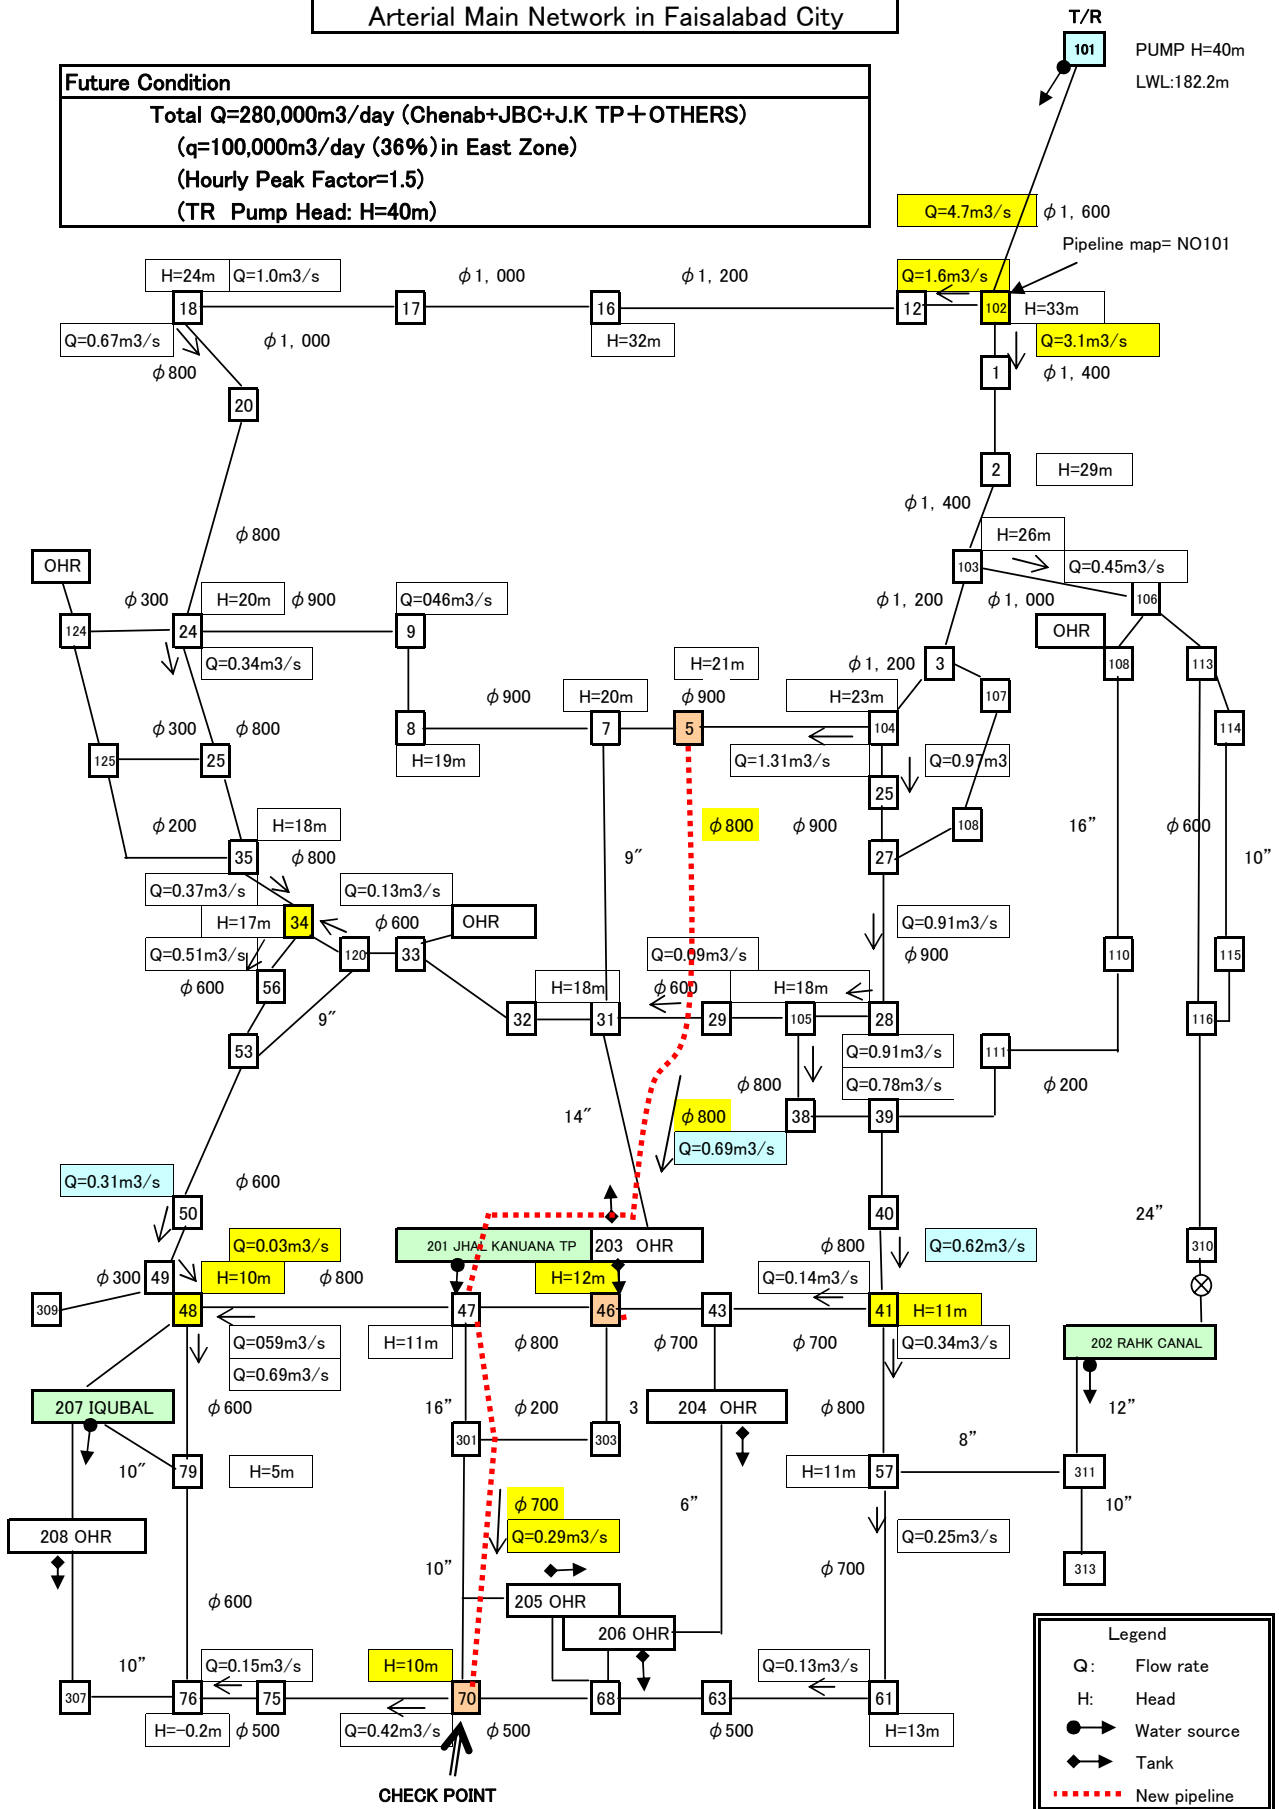 Arterial Main Network in Faisalabad City
T/R
101
PUMP H=40m
LWL:182.2m
Future Condition
Total Q=280,000m3/day (Chenab+JBC+J.K TP＋OTHERS)
(q=100,000m3/day (36%) in East Zone)
(Hourly Peak Factor=1.5)
(TR Pump Head: H=40m)
Q=4.7m3/s φ1, 600
Pipeline map= NO101
H=24m Q=1.0m3/s φ1, 000 φ1, 200 Q=1.6m3/s
18 17 16 12 102 H=33m
Q=0.67m3/s φ1, 000 H=32m Q=3.1m3/s
φ800 1 φ1, 400
20
2 H=29m
φ1, 400
φ800 H=26m
OHR 103 Q=0.45m3/s
φ300 H=20m φ900 Q=046m3/s φ1, 200 φ1, 000 106
124 24 9 OHR
Q=0.34m3/s H=21m φ1, 200 3 108 113
φ900 H=20m φ900 H=23m 107
φ300 φ800 8 7 5 104 114
125 25 H=19m Q=1.31m3/s Q=0.97m3
25
φ200 H=18m φ800 φ900 108 16” φ600
35 φ800 9” 27 10”
Q=0.37m3/s Q=0.13m3/s
H=17m 34 φ600 OHR Q=0.91m3/s
Q=0.51m3/s 120 33 Q=0.09m3/s φ900 110 115
φ600 56 H=18m φ600 H=18m
9” 32 31 29 105 28 116
53 Q=0.91m3/s 111
φ800 Q=0.78m3/s φ200
14” φ800 38 39
Q=0.69m3/s
Q=0.31m3/s φ600
50 40 24”
Q=0.03m3/s 201 JHAL KANUANA TP 203 OHR φ800 Q=0.62m3/s 310
φ300 49 H=10m φ800 H=12m Q=0.14m3/s
309 48 47 46 43 41 H=11m
Q=059m3/s H=11m φ800 φ700 φ700 Q=0.34m3/s 202 RAHK CANAL
Q=0.69m3/s
207 IQUBAL φ600 16” φ200 3 204 OHR φ800 12”
301 303 8”
10” 79 H=5m H=11m 57 311
φ700 6” 10”
208 OHR Q=0.29m3/s Q=0.25m3/s
10” φ700 313
φ600 205 OHR
206 OHR
Legend
10” Q=0.15m3/s H=10m Q=0.13m3/s
Q: Flow rate
307 76 75 70 68 63 61
H: Head
H=−0.2m φ500 Q=0.42m3/s φ500 φ500 H=13m
Water source
Tank
CHECK POINT
New pipeline